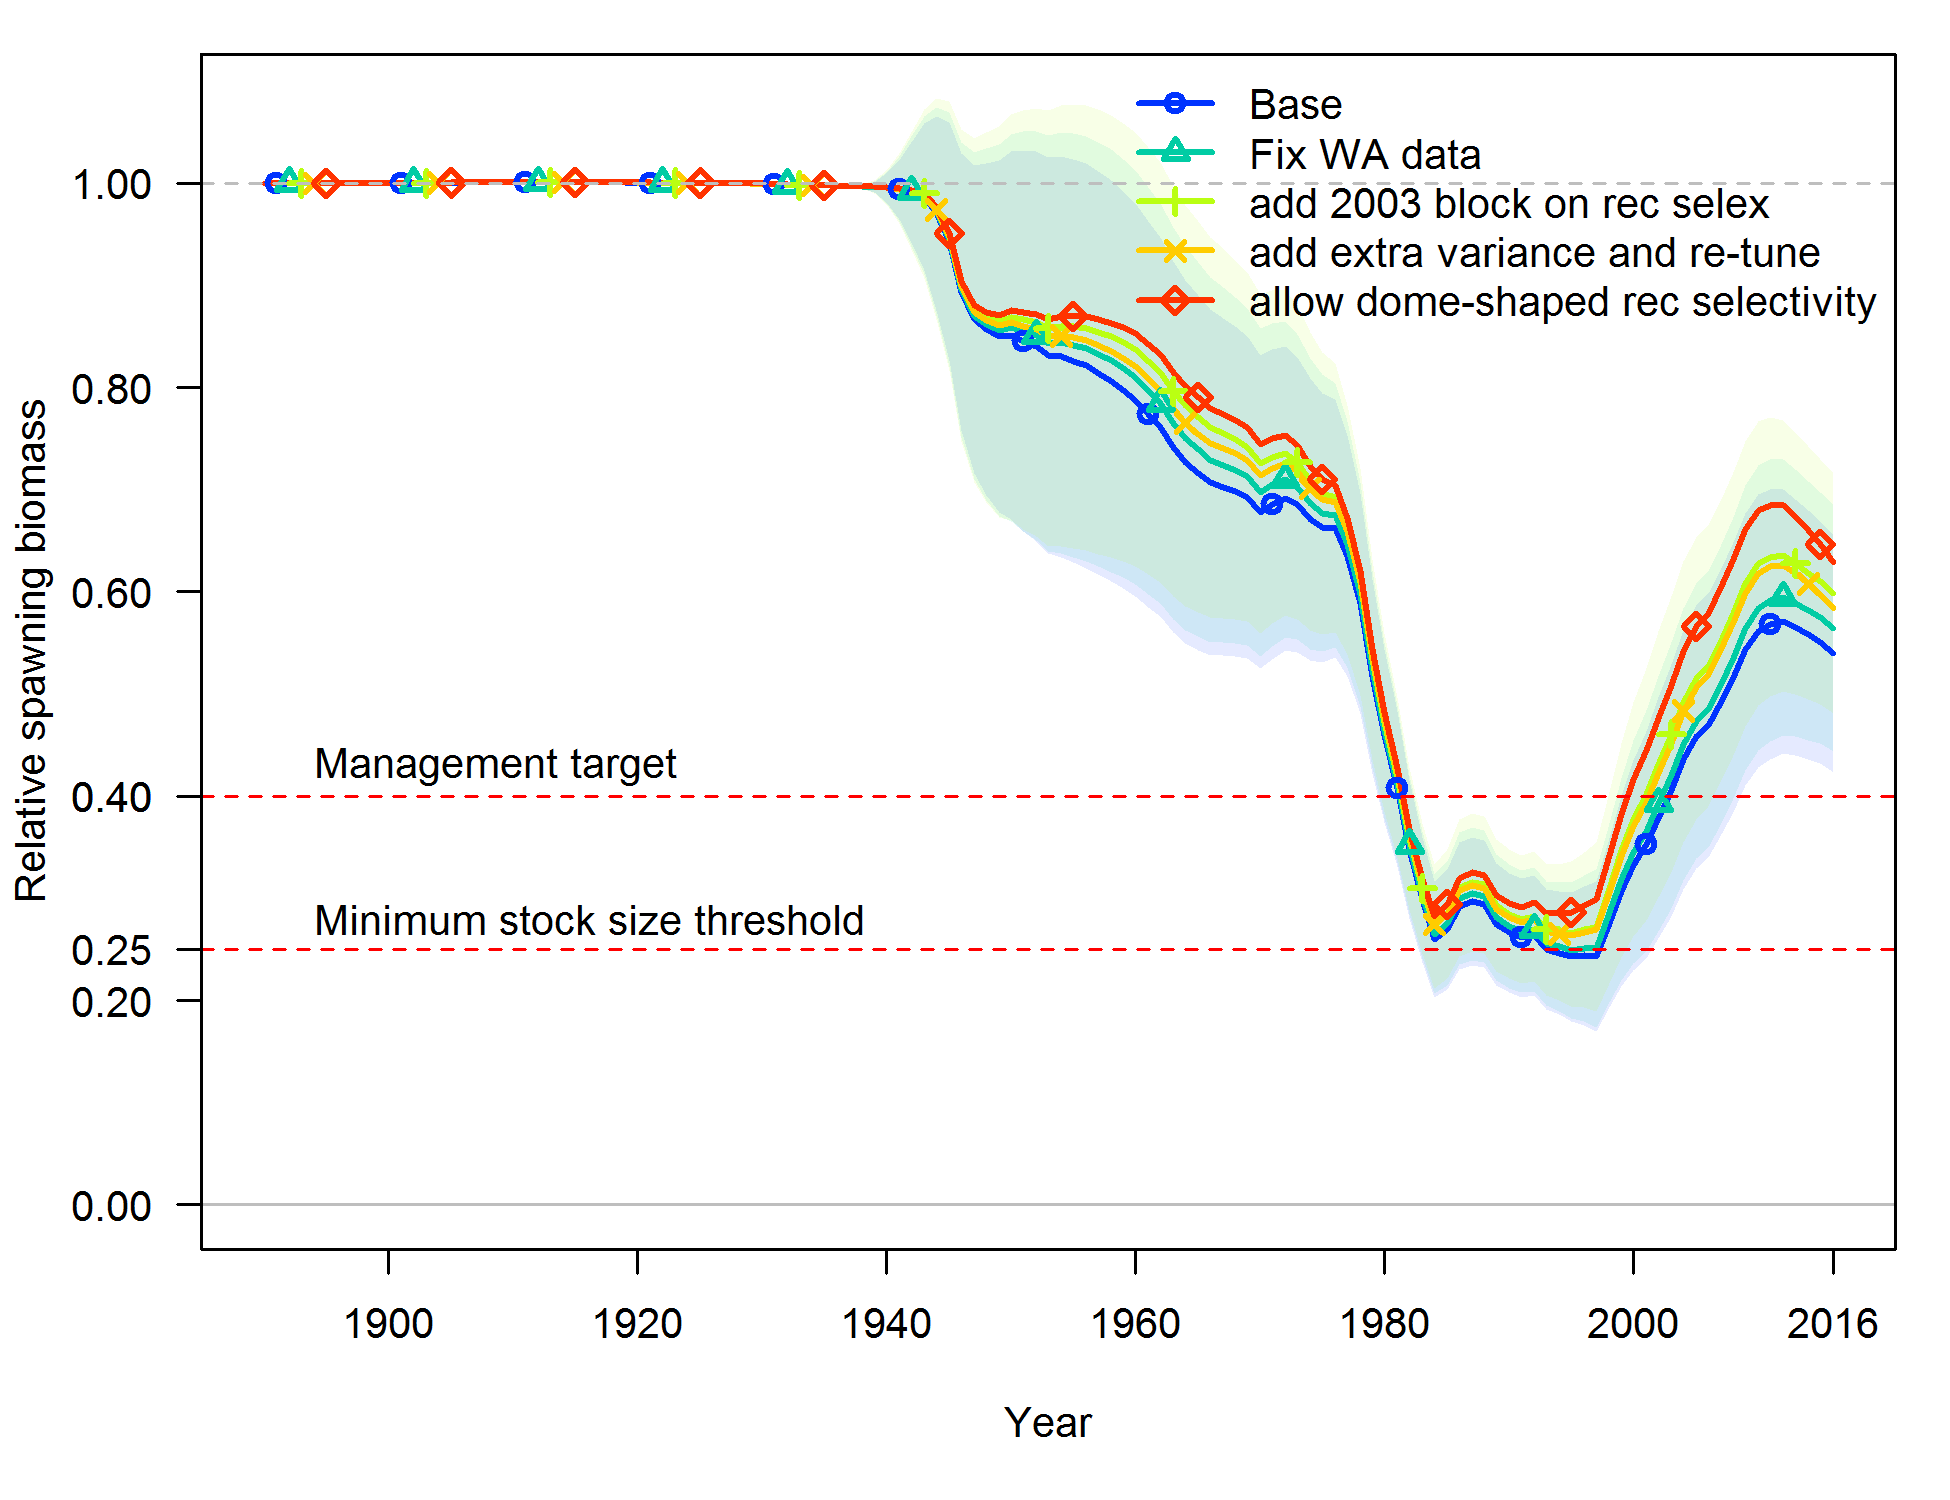 Base
Fix WA data
add 2003 block on rec selex
add extra variance and re-tune
allow dome-shaped rec selectivity
Relative spawning biomass
1.00
0.80
0.60
0.40
0.25
0.20
0.00
Management target
Minimum stock size threshold
1900 1920 1940 1960 1980 2000 2016
Year